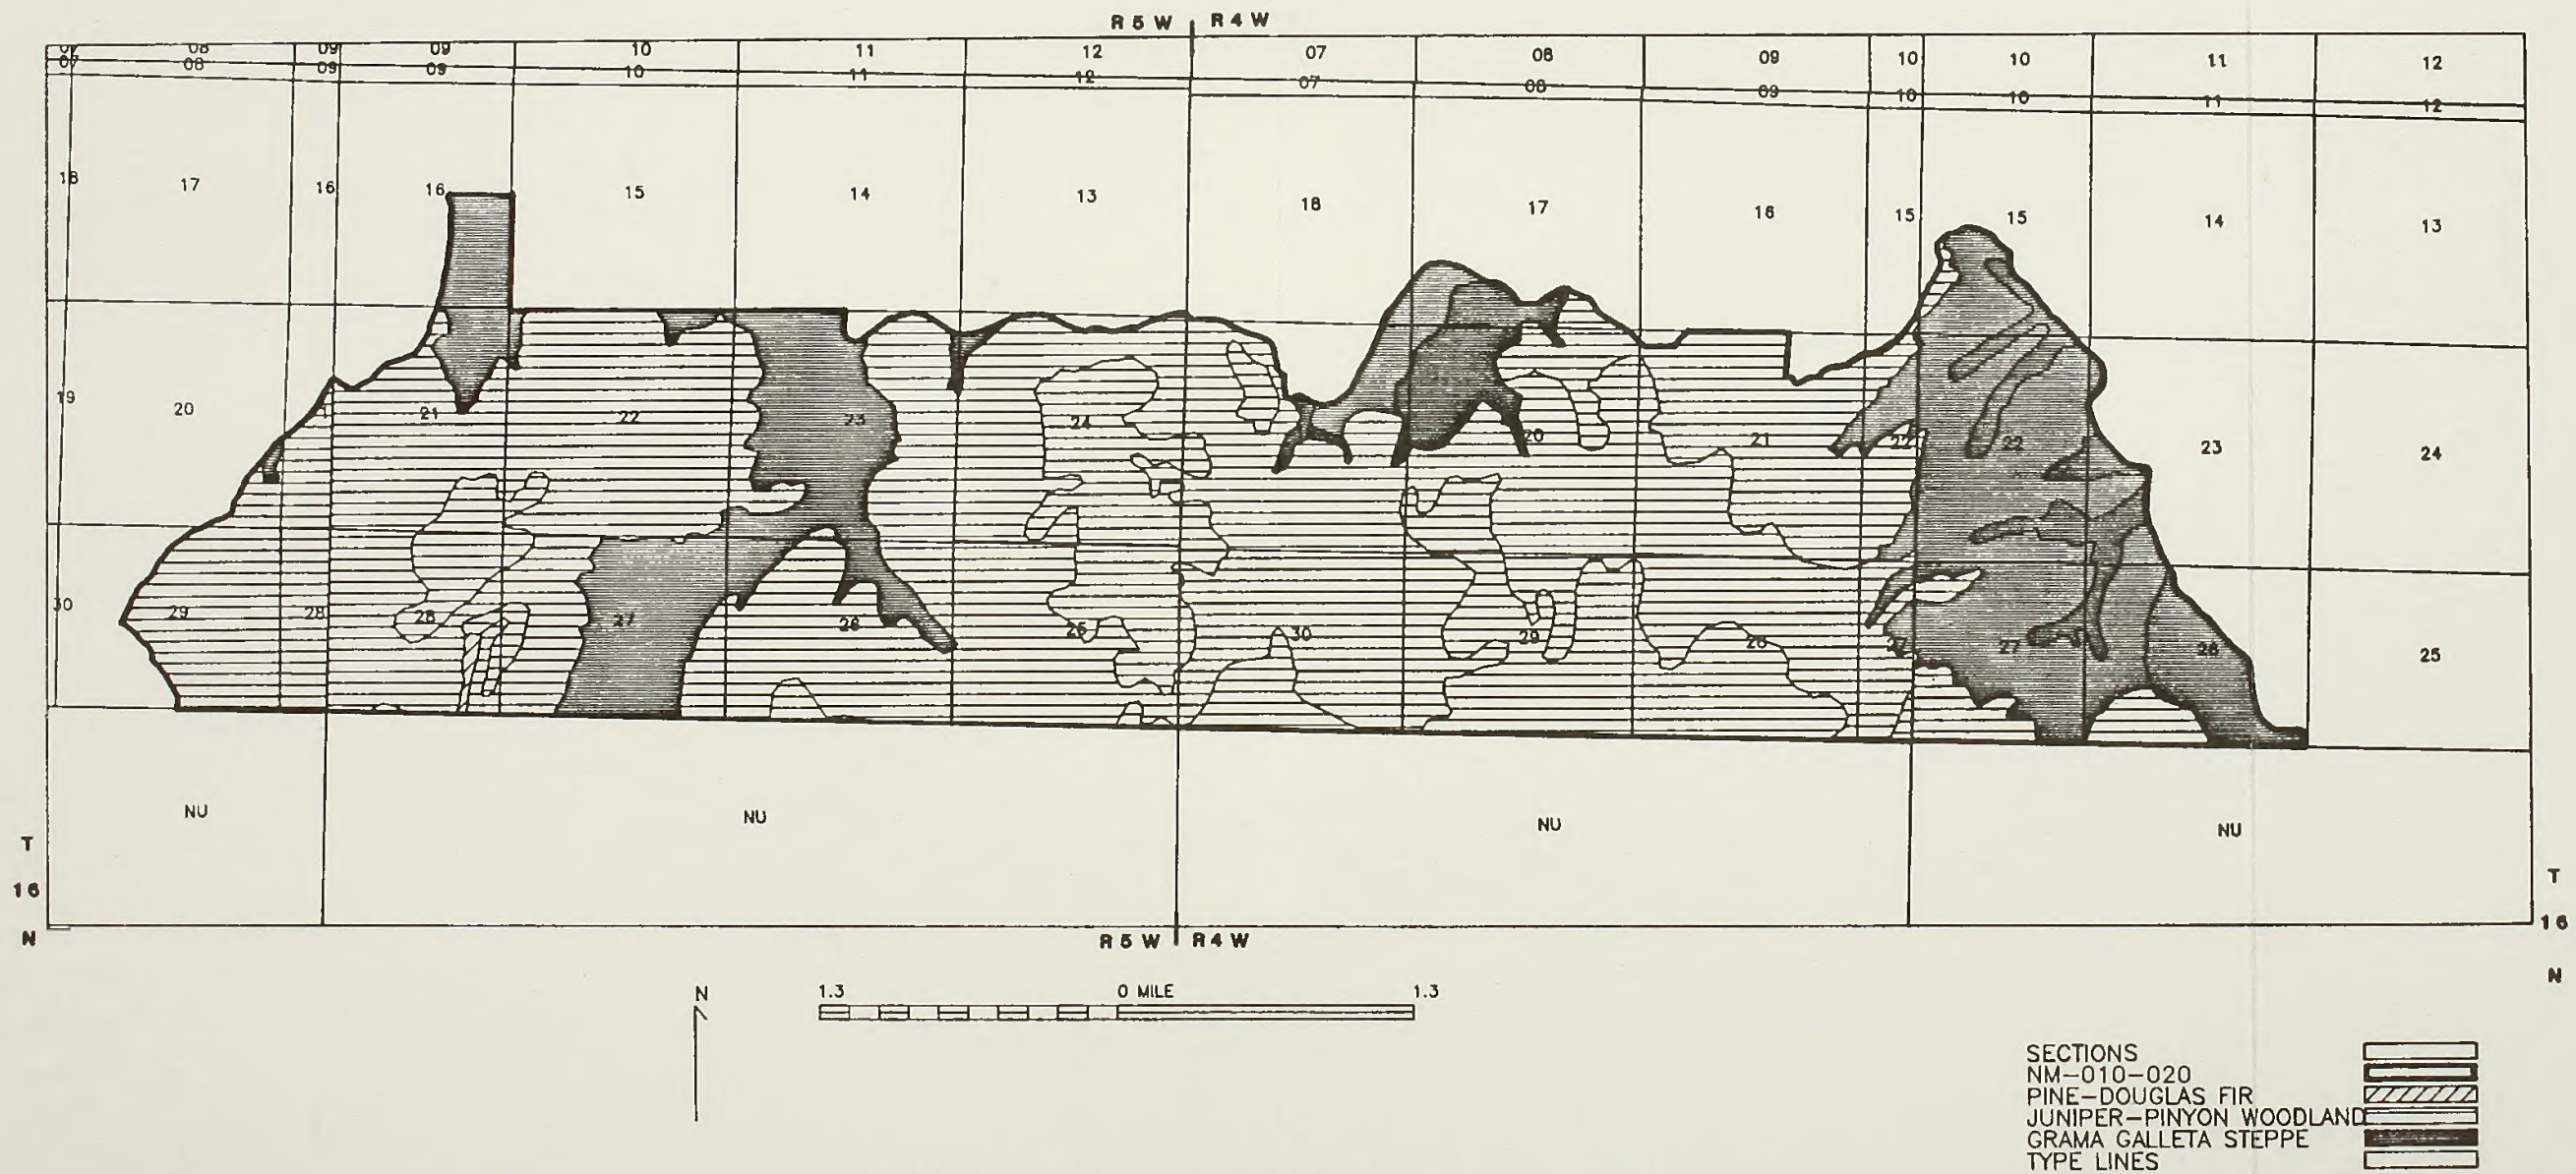 R 5 W R 4 W
08 09 09 10 11 12 07 08 09 10 10 11 12
07 08 09 09 10 11 12 07 08 09 10 10 11 12
18 17 16 16 15 14 13 18 17 16 15 15 14 13
19 20 21 22 23 24 20 21 22 22 23 24
30 29 28 28 27 26 25 30 29 28 27 27 26 25
NU NU NU NU
T T
16 16
N N
R 5 W R 4 W
N
1.3 0 MILE 1.3
SECTIONS
NM-010-020
PINE-DOUGLAS FIR
JUNIPER-PINYON WOODLAND
GRAMA GALLETA STEPPE
TYPE LINES